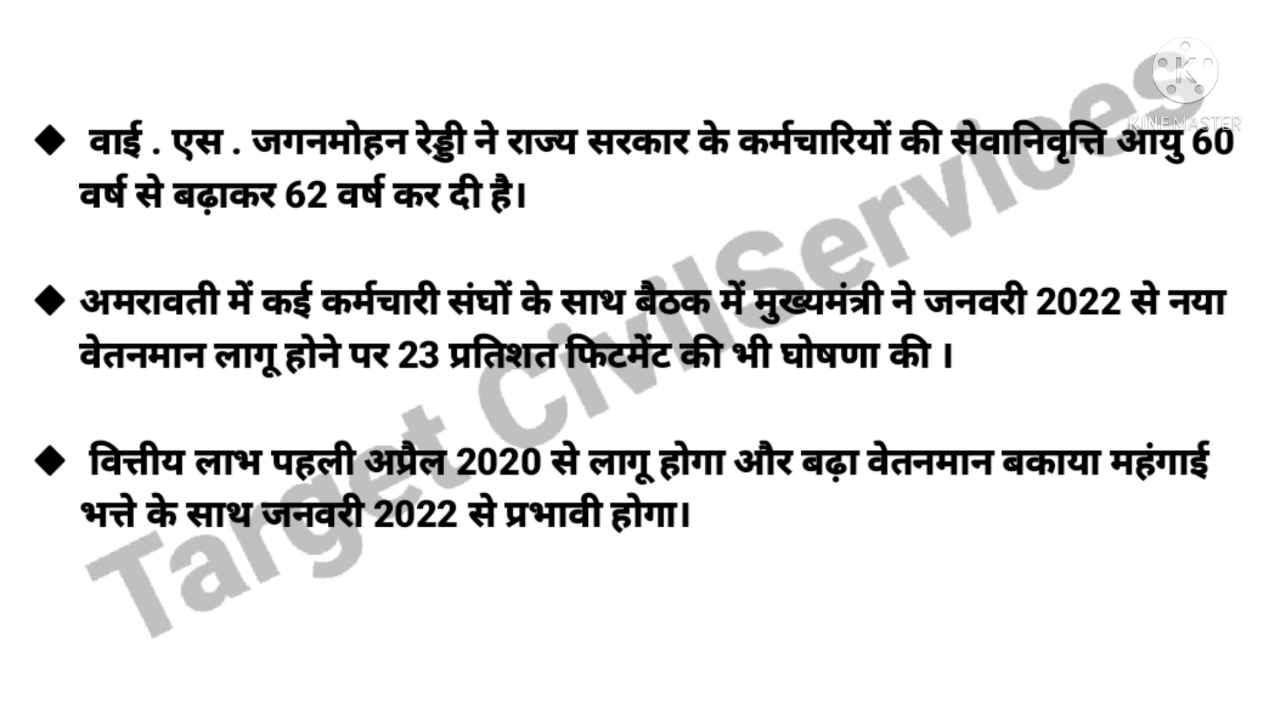 KINEMASTER
◆ वाई . एस . जगनमोहन रेड्डी ने राज्य सरकार के कर्मचारियों की सेवानिवृत्ति आयु 60
वर्ष से बढ़ाकर 62 वर्ष कर दी है।
◆ अमरावती में कई कर्मचारी संघों के साथ बैठक में मुख्यमंत्री ने जनवरी 2022 से नया
वेतनमान लागू होने पर 23 प्रतिशत फिटमेंट की भी घोषणा की ।
◆ वित्तीय लाभ पहली अप्रैल 2020 से लागू होगा और बढ़ा वेतनमान बकाया महंगाई
भत्ते के साथ जनवरी 2022 से प्रभावी होगा।
Target CivilServices